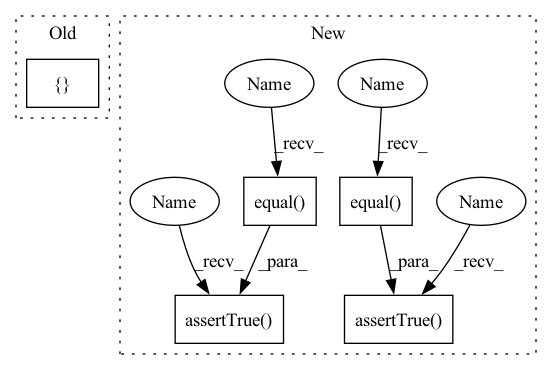 Old
New
{}
Name
Name
_recv_
_recv_
Name
equal()
equal()
Name
_recv_
_para_
_para_
_recv_
assertTrue()
assertTrue()